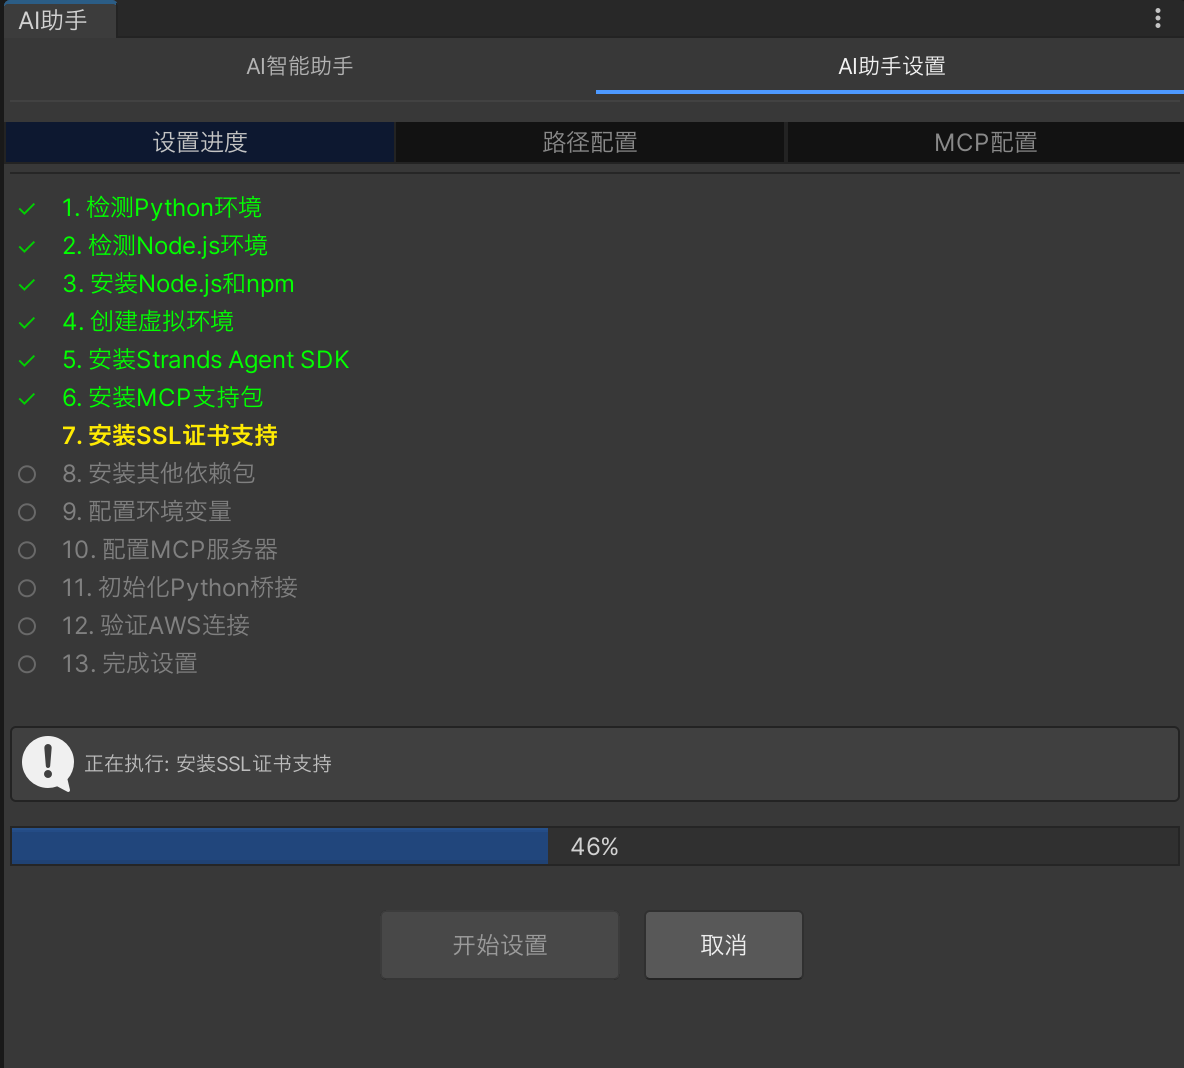 AI助手
AI智能助手
AI助手设置
设置进度
路径配置
MCP配置
1. 检测Python环境
2. 检测Node.js环境
3. 安装Node.js和npm
4. 创建虚拟环境
5. 安装Strands Agent SDK
6. 安装MCP支持包
7. 安装SSL证书支持
8. 安装其他依赖包
9. 配置环境变量
10. 配置MCP服务器
11. 初始化Python桥接
12. 验证AWS连接
13. 完成设置
正在执行: 安装SSL证书支持
46%
开始设置
取消